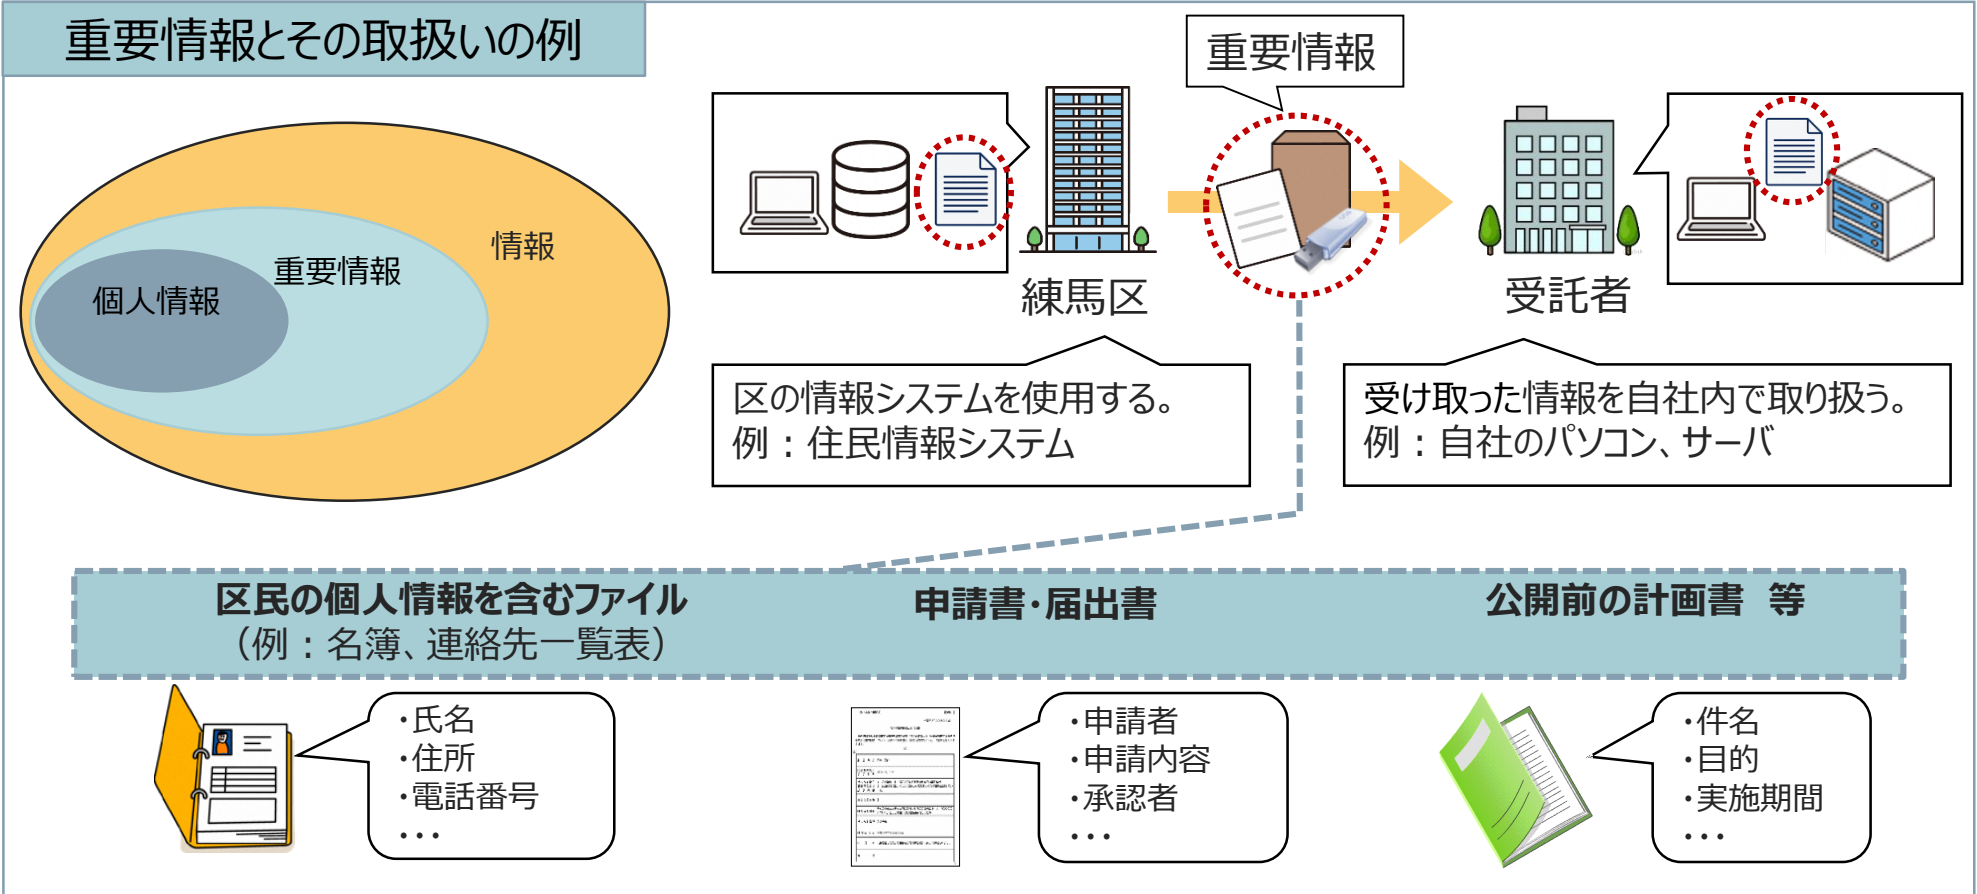 重要情報とその取扱いの例
重要情報
情報
重要情報
個人情報
練馬区
受託者
区の情報システムを使用する。
例：住民情報システム
受け取った情報を自社内で取り扱う。
例：自社のパソコン、サーバ
区民の個人情報を含むファイル
（例：名簿、連絡先一覧表）
申請書・届出書
公開前の計画書　等
・氏名
・住所
・電話番号
・・・
・申請者
・申請内容
・承認者
・・・
・件名
・目的
・実施期間
・・・